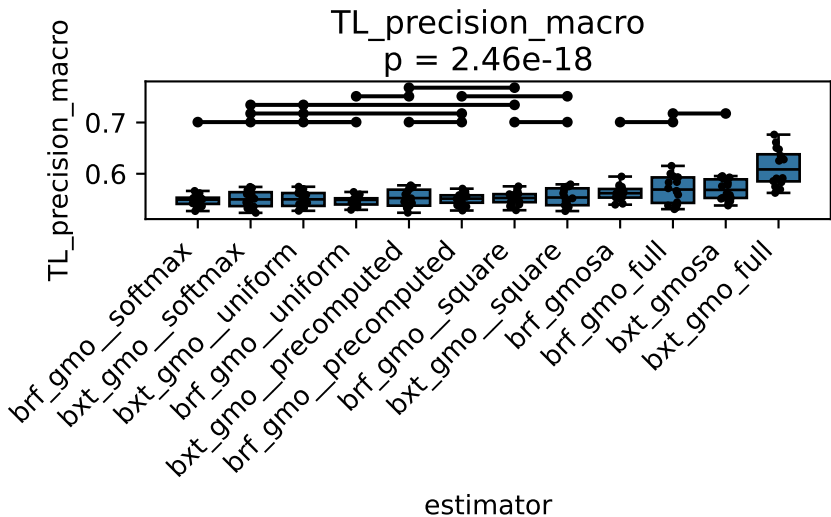 TL_precision_macro
p = 2.46e-18
TL_precision_macro
0.7
0.6
brf_gmo__softmax
bxt_gmo__softmax
bxt_gmo__uniform
brf_gmo__uniform
bxt_gmo__precomputed
brf_gmo__precomputed
brf_gmo__square
bxt_gmo__square
brf_gmosa
brf_gmo_full
bxt_gmosa
bxt_gmo_full
estimator